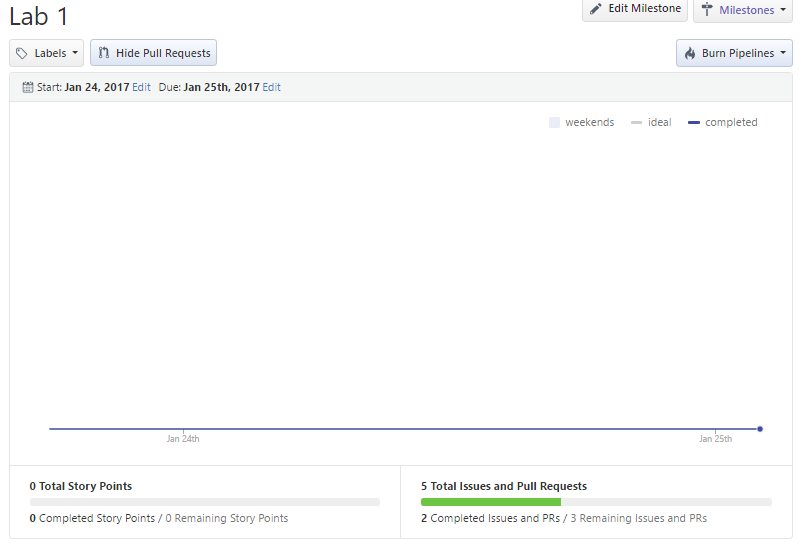 Lab 1
Edit Milestone
Milestones
Labels
Hide Pull Requests
Burn Pipelines
Start: Jan 24, 2017 Edit Due: Jan 25th, 2017 Edit
weekends ideal completed
Jan 24th Jan 25th
0 Total Story Points
0 Completed Story Points / 0 Remaining Story Points
5 Total Issues and Pull Requests
2 Completed Issues and PRs / 3 Remaining Issues and PRs